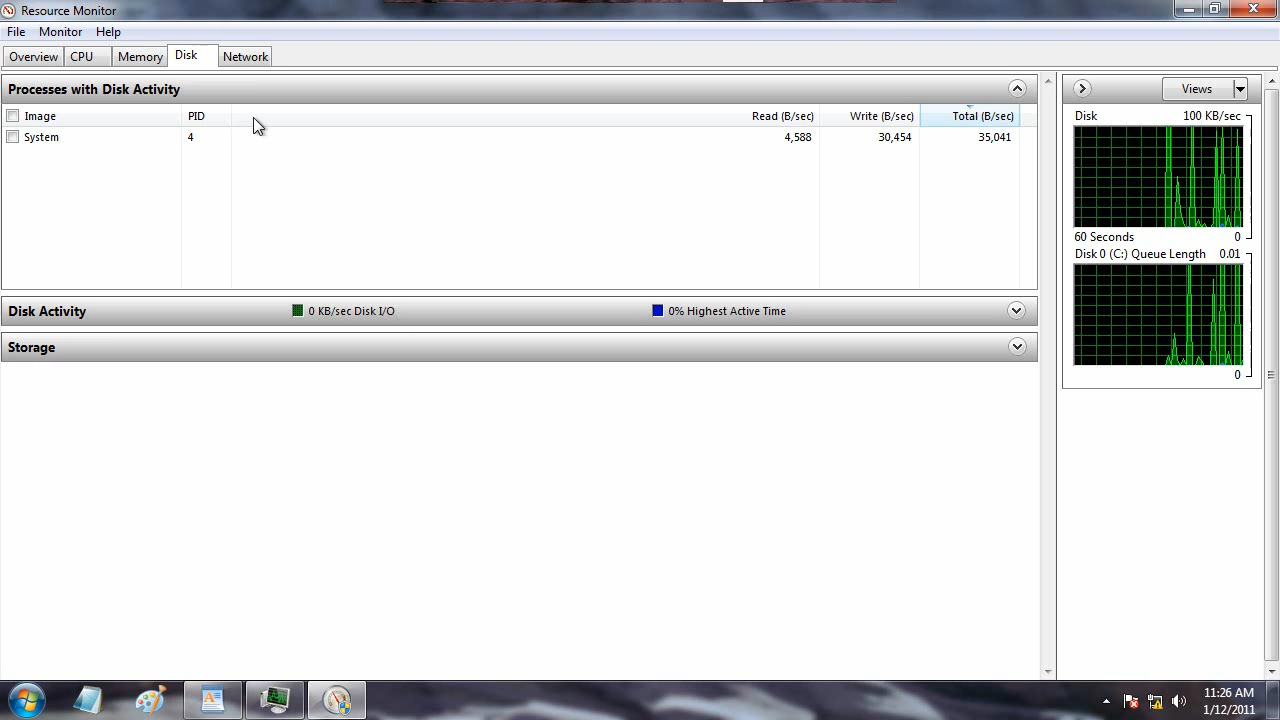 Resource Monitor
File Monitor Help
Overview CPU Memory Disk Network
Processes with Disk Activity
Image PID Read (B/sec) Write (B/sec) Total (B/sec)
System 4 4,588 30,454 35,041
Disk Activity 0 KB/sec Disk I/O 0% Highest Active Time
Storage
Views
Disk 100 KB/sec
60 Seconds 0
Disk 0 (C:) Queue Length 0.01
0
11:26 AM
1/12/2011